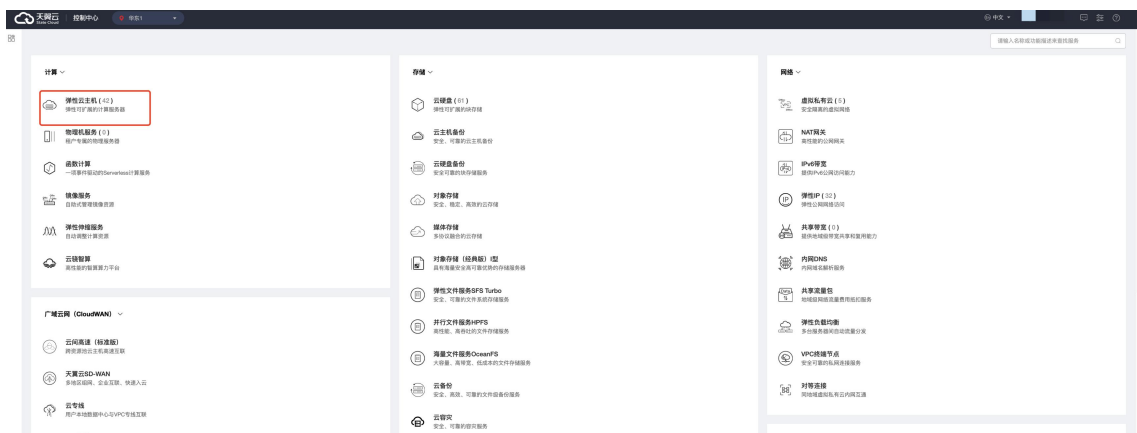 天翼云
State Cloud
控制中心
华东1
中文
请输入名称或功能描述来查找服务
计算
弹性云主机 ( 42 )
弹性可扩展的计算服务器
物理机服务 ( 0 )
租户专属的物理服务器
函数计算
一项事件驱动的Serverless计算服务
镜像服务
自助式管理镜像资源
弹性伸缩服务
自动调整计算资源
云骁智算
高性能的智算算力平台
广域云网（CloudWAN）
云间高速（标准版）
跨资源池云主机高速互联
天翼云SD-WAN
多地区组网、企业互联、快速入云
云专线
用户本地数据中心与VPC专线互联
存储
云硬盘 ( 61 )
弹性可扩展的块存储
云主机备份
安全、可靠的云主机备份
云硬盘备份
安全可靠的块存储服务
对象存储
安全、稳定、高效的云存储
媒体存储
多协议融合的云存储
对象存储（经典版）I型
具有海量安全高可靠优势的存储服务器
弹性文件服务SFS Turbo
安全、可靠的文件系统存储服务
并行文件服务HPFS
高性能、高吞吐的文件存储服务
海量文件服务OceanFS
大容量、高带宽、低成本的文件存储服务
云备份
安全、高效、可靠的文件级备份服务
云容灾
安全、可靠的容灾服务
网络
虚拟私有云 ( 5 )
安全隔离的虚拟网络
NAT网关
高性能的公网网关
IPv6带宽
提供IPv6公网访问能力
弹性IP ( 32 )
弹性公网网络访问
共享带宽 ( 0 )
提供地域级带宽共享和复用能力
内网DNS
内网域名解析服务
共享流量包
地域级网络流量费用抵扣服务
弹性负载均衡
多台服务器间自动流量分发
VPC终端节点
安全可靠的私网连接服务
对等连接
同地域虚拟私有云内网互通